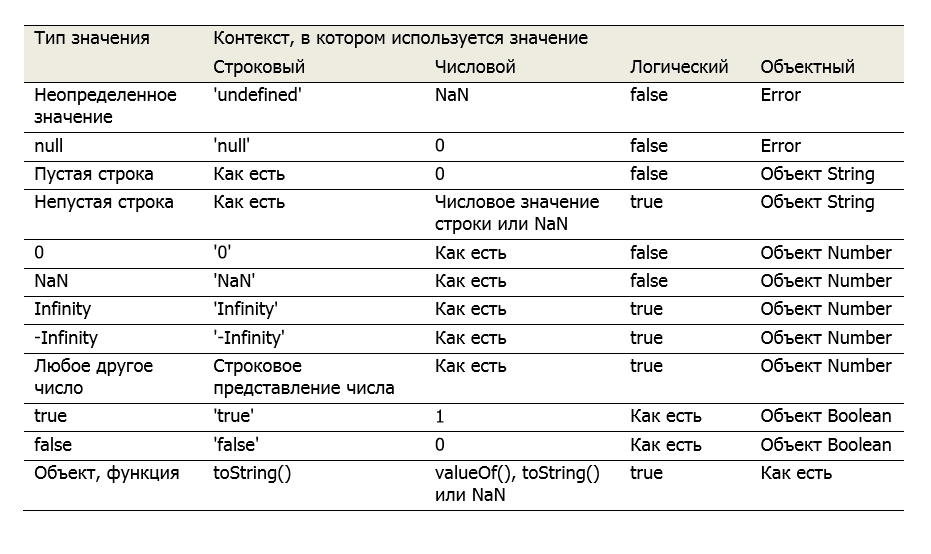 Тип значения Контекст, в котором используется значение
Строковый Числовой Логический Объектный
Неопределенное значение 'undefined' NaN false Error
null 'null' 0 false Error
Пустая строка Как есть 0 false Объект String
Непустая строка Как есть Числовое значение строки или NaN true Объект String
0 '0' Как есть false Объект Number
NaN 'NaN' Как есть false Объект Number
Infinity 'Infinity' Как есть true Объект Number
-Infinity '-Infinity' Как есть true Объект Number
Любое другое число Строковое представление числа Как есть true Объект Number
true 'true' 1 Как есть Объект Boolean
false 'false' 0 Как есть Объект Boolean
Объект, функция toString() valueOf(), toString() или NaN true Как есть